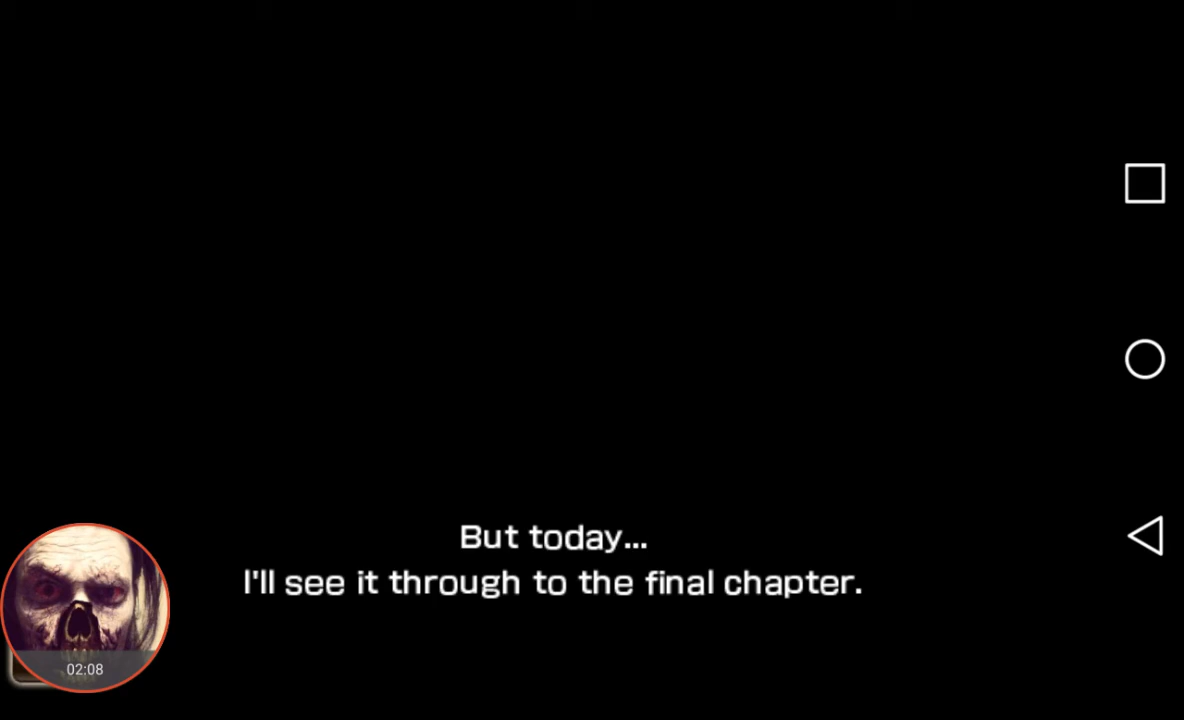 But today...
I'll see it through to the final chapter.
02:08